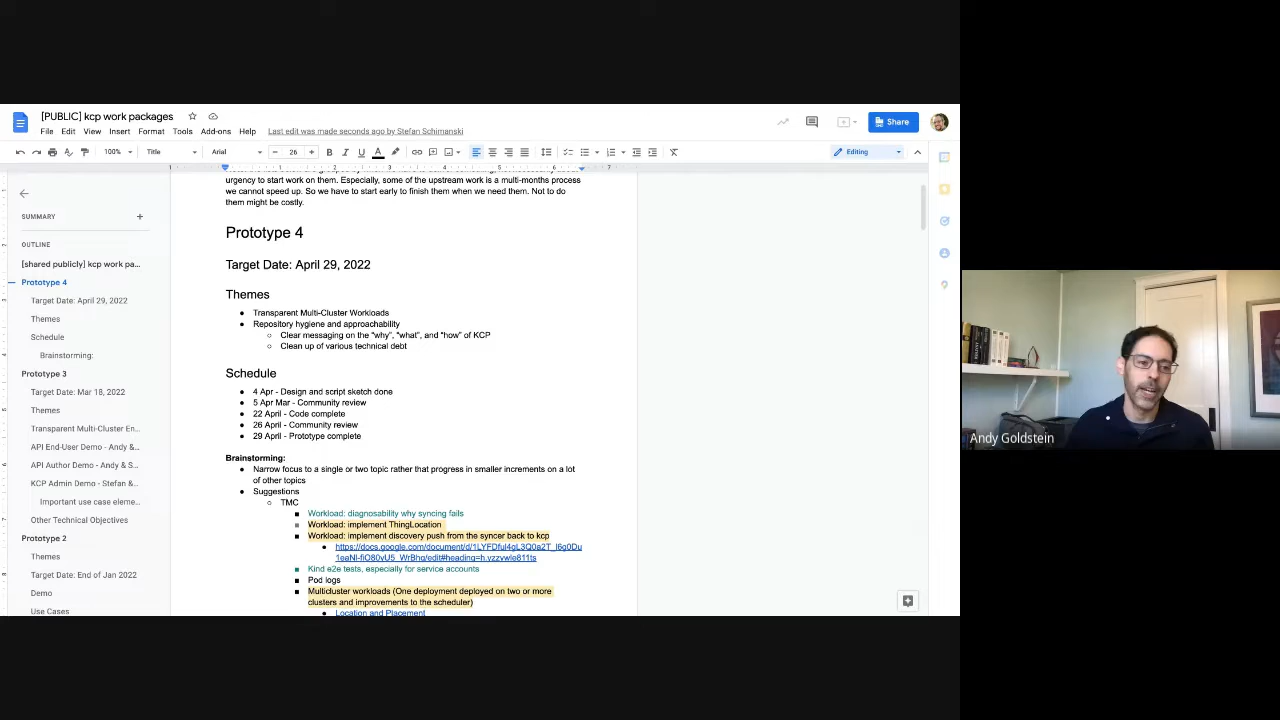 [PUBLIC] kcp work packages
File Edit View Insert Format Tools Add-ons Help Last edit was made seconds ago by Stefan Schimanski
Share
100% Title Arial 26 Editing
SUMMARY
OUTLINE
[shared publicly] kcp work pa...
Prototype 4
Target Date: April 29, 2022
Themes
Schedule
Brainstorming:
Prototype 3
Target Date: Mar 18, 2022
Themes
Transparent Multi-Cluster En...
API End-User Demo - Andy &...
API Author Demo - Andy & S...
KCP Admin Demo - Stefan &...
Important use case eleme...
Other Technical Objectives
Prototype 2
Themes
Target Date: End of Jan 2022
Demo
Use Cases
urgency to start work on them. Especially, some of the upstream work is a multi-months process
we cannot speed up. So we have to start early to finish them when we need them. Not to do
them might be costly.
Prototype 4
Target Date: April 29, 2022
Themes
Transparent Multi-Cluster Workloads
Repository hygiene and approachability
Clear messaging on the “why”, “what”, and “how” of KCP
Clean up of various technical debt
Schedule
4 Apr - Design and script sketch done
5 Apr Mar - Community review
22 April - Code complete
26 April - Community review
29 April - Prototype complete
Brainstorming:
Narrow focus to a single or two topic rather that progress in smaller increments on a lot
of other topics
Suggestions
TMC
Workload: diagnosability why syncing fails
Workload: implement ThingLocation
Workload: implement discovery push from the syncer back to kcp
Kind e2e tests, especially for service accounts
Pod logs
Multicluster workloads (One deployment deployed on two or more
clusters and improvements to the scheduler)
Location and Placement
Andy Goldstein